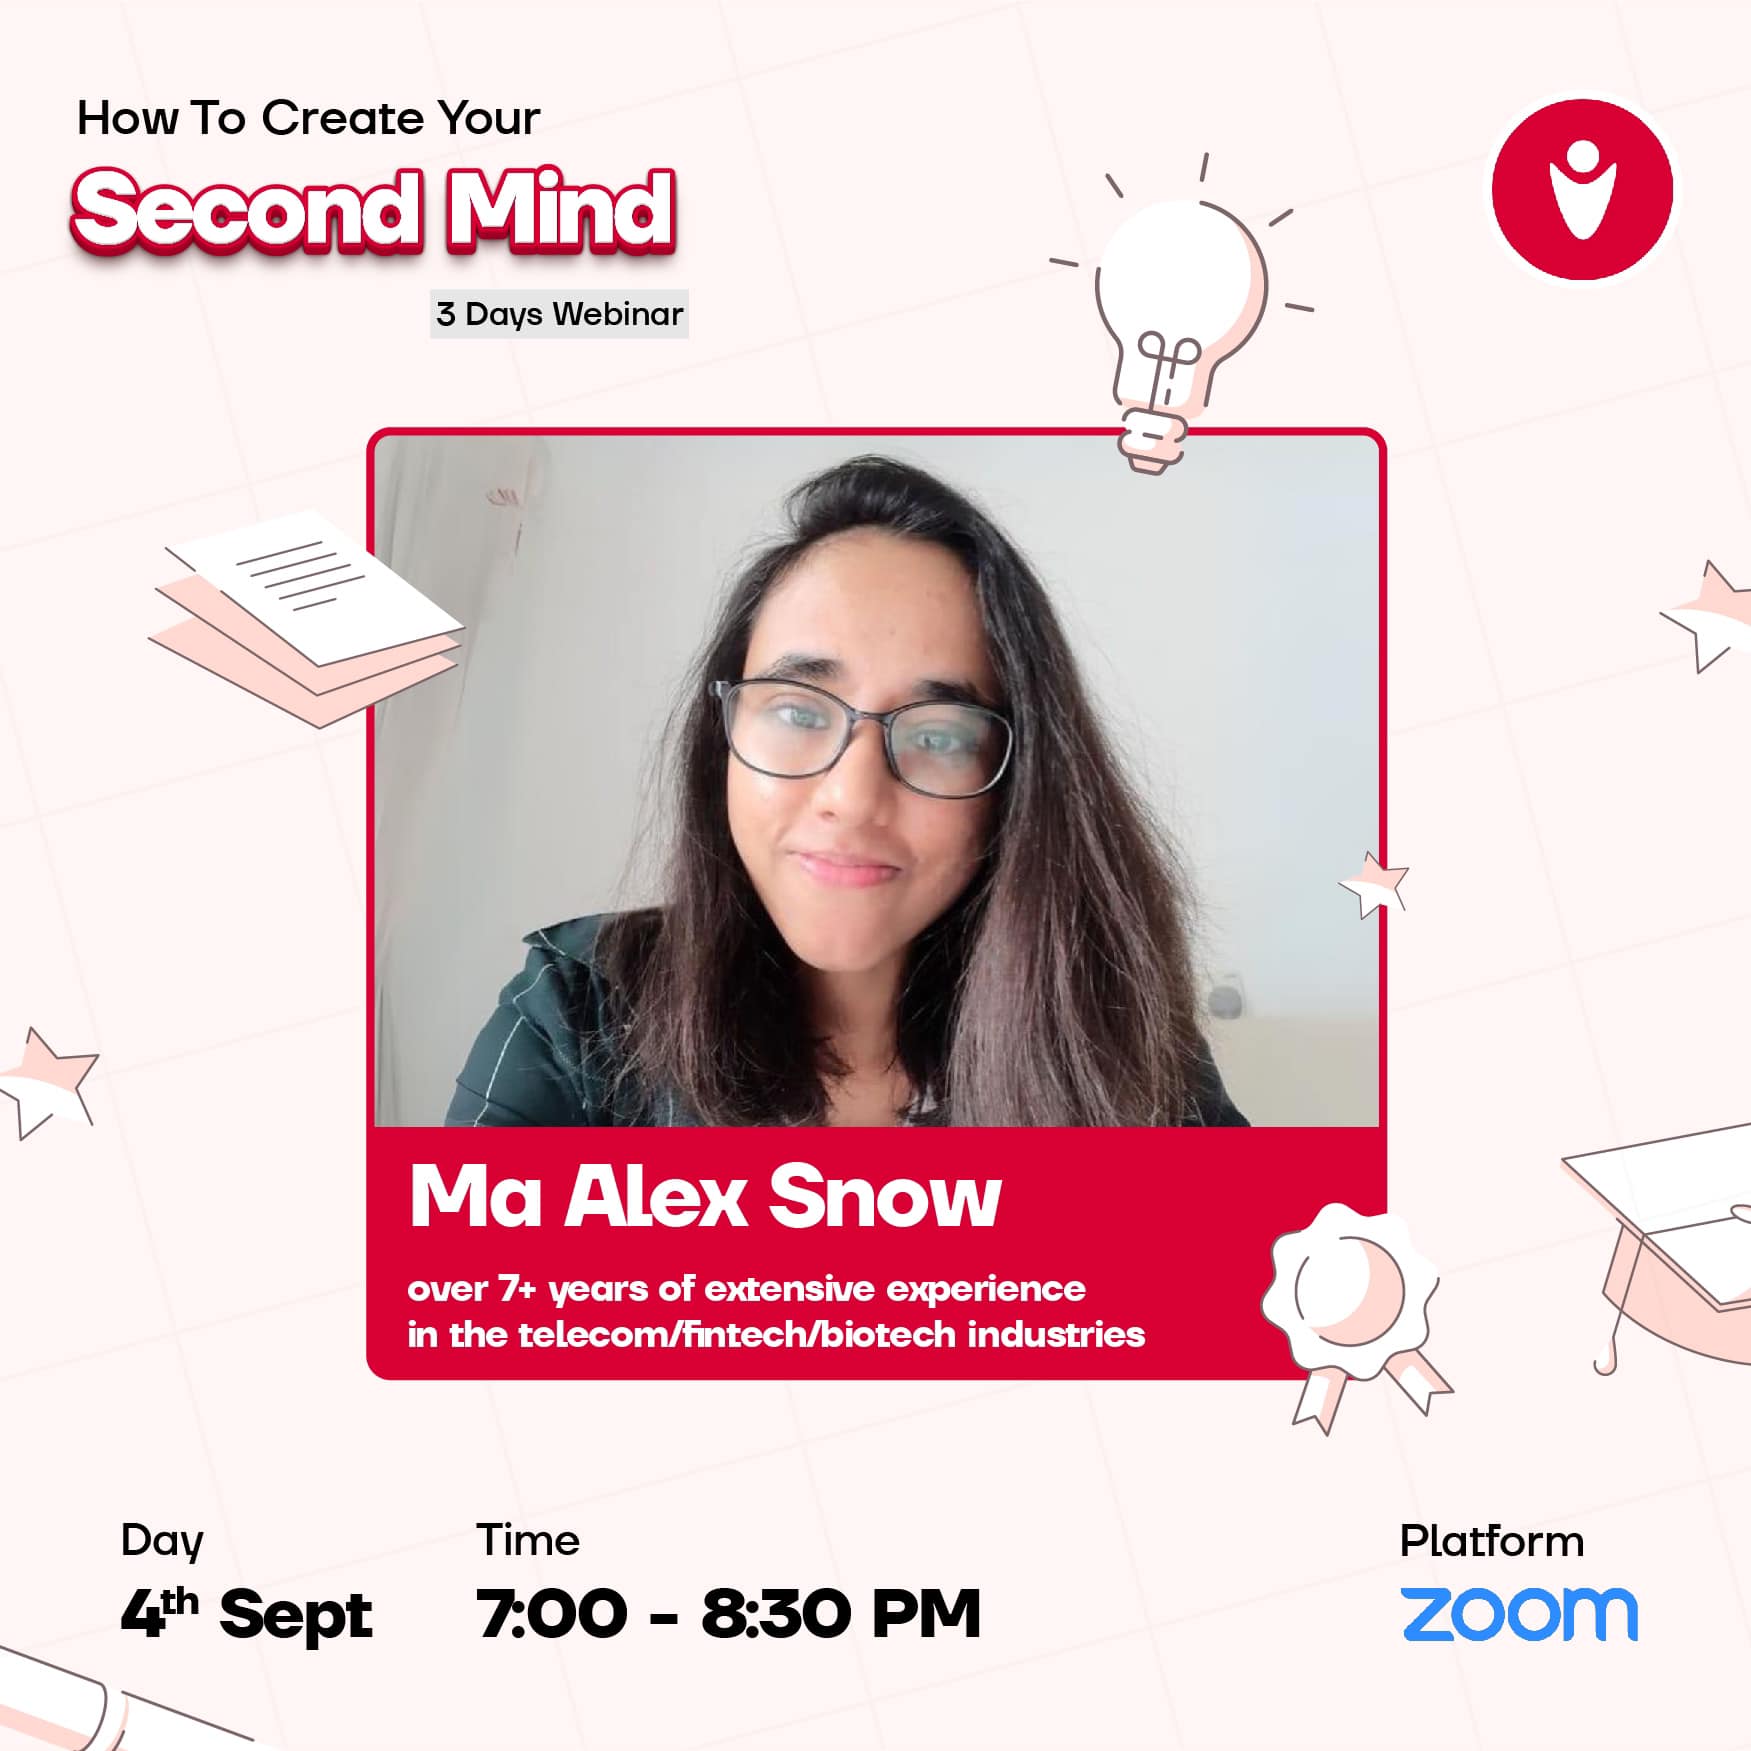 How To Create Your
Second Mind
3 Days Webinar
Ma Alex Snow
over 7+ years of extensive experience
in the telecom/fintech/biotech industries
Day
4th Sept
Time
7:00 - 8:30 PM
Platform
zoom